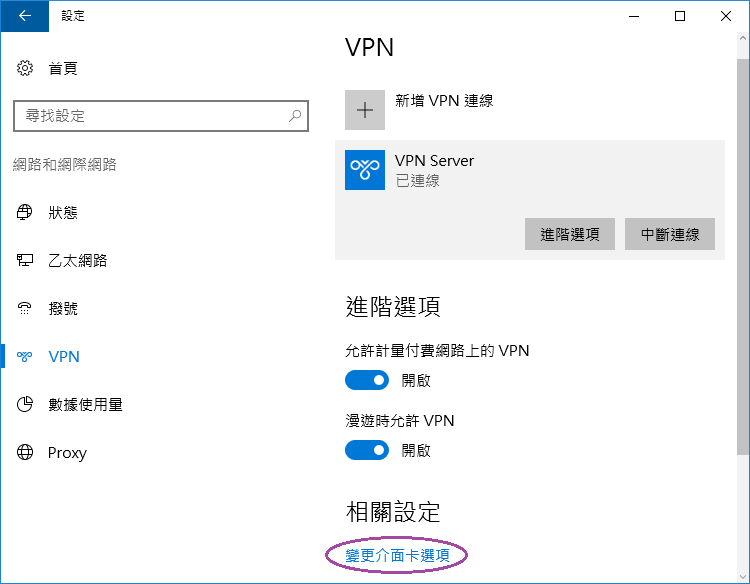 設定
首頁
尋找設定
網路和網際網路
狀態
乙太網路
撥號
VPN
數據使用量
Proxy
VPN
新增 VPN 連線
VPN Server
已連線
進階選項
中斷連線
進階選項
允許計量付費網路上的 VPN
開啟
漫遊時允許 VPN
開啟
相關設定
變更介面卡選項